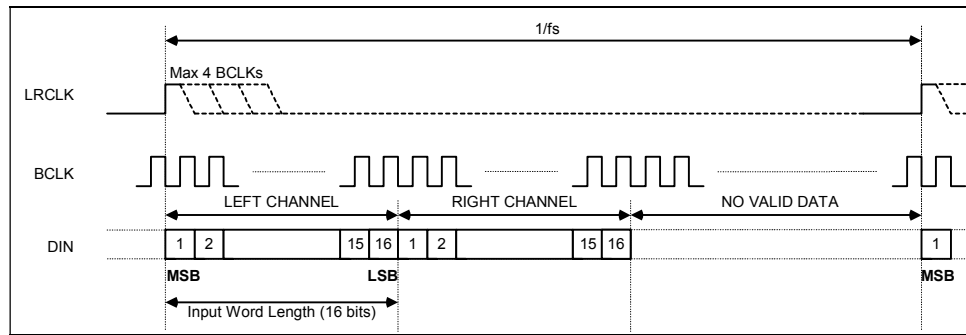 1/fs
Max 4 BCLKs
LRCLK
BCLK
LEFT CHANNEL RIGHT CHANNEL NO VALID DATA
DIN 1 2 15 16 1 2 15 16 1
MSB LSB MSB
Input Word Length (16 bits)